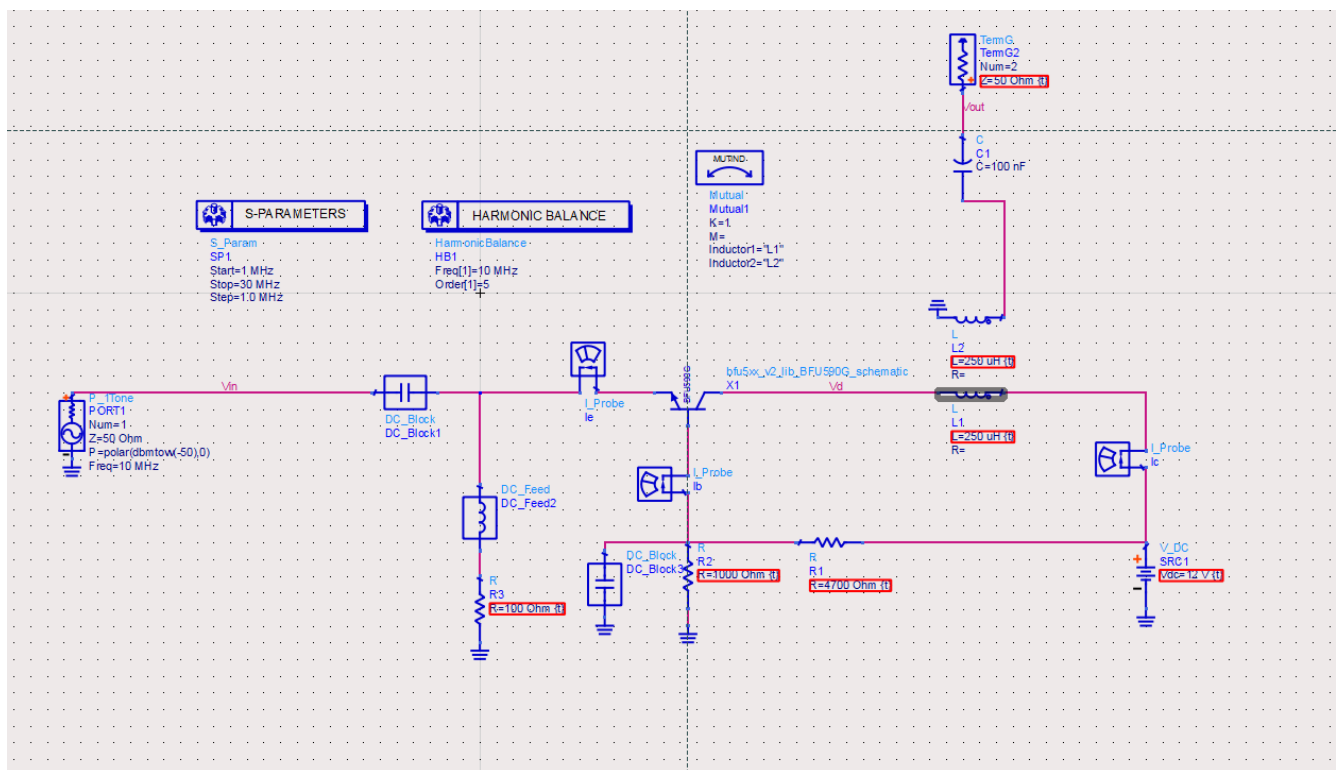 TermG
TermG2
Num=2
Z=50 Ohm {t}
Vout
C
C1
C=100 nF
MUTIND
Mutual
Mutual1
K=1
M=
Inductor1="L1"
Inductor2="L2"
S-PARAMETERS
S_Param
SP1
Start=1 MHz
Stop=30 MHz
Step=1.0 MHz
HARMONIC BALANCE
HarmonicBalance
HB1
Freq[1]=10 MHz
Order[1]=5
L
L2
L=250 uH {t}
R=
bfu5xx_v2_lib_BFU590G_schematic
X1
BFU590G
Vd
L
L1
L=250 uH {t}
R=
Vin
P_1Tone
PORT1
Num=1
Z=50 Ohm
P=polar(dbmtow(-50),0)
Freq=10 MHz
DC_Block
DC_Block1
I_Probe
Ie
I_Probe
Ic
I_Probe
Ib
DC_Feed
DC_Feed2
R
R3
R=100 Ohm {t}
DC_Block
DC_Block3
R
R2
R=1000 Ohm {t}
R
R1
R=4700 Ohm {t}
V_DC
SRC1
Vdc=12 V {t}